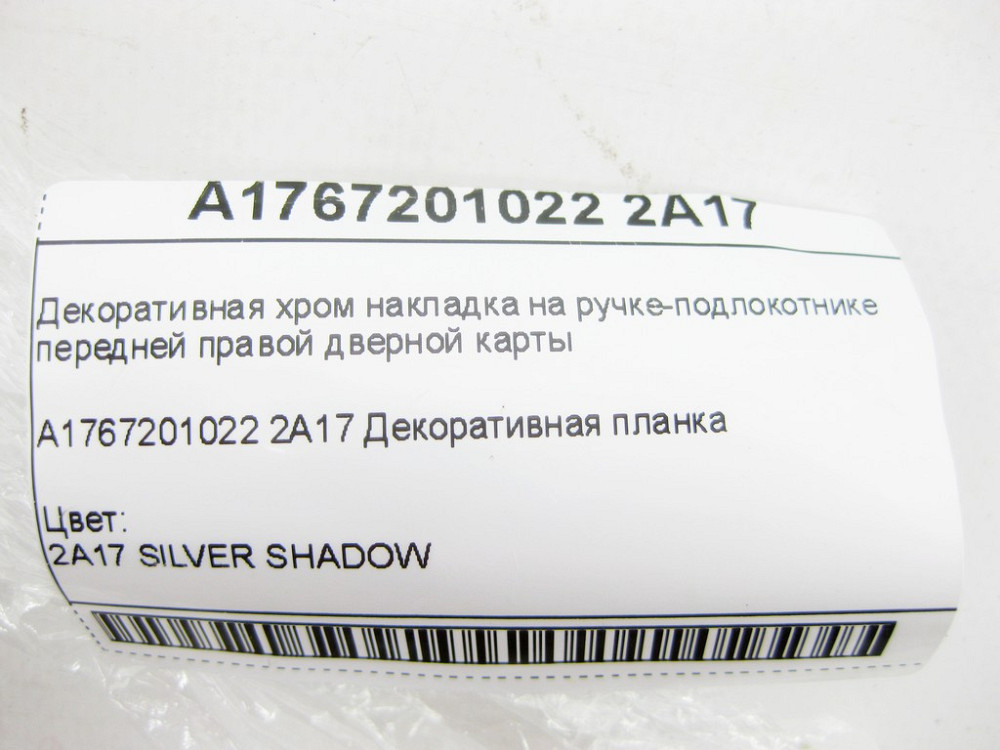 A1767201022 2A17
Декоративная хром накладка на ручке-подлокотнике
передней правой дверной карты
A1767201022 2A17 Декоративная планка
Цвет:
2A17 SILVER SHADOW